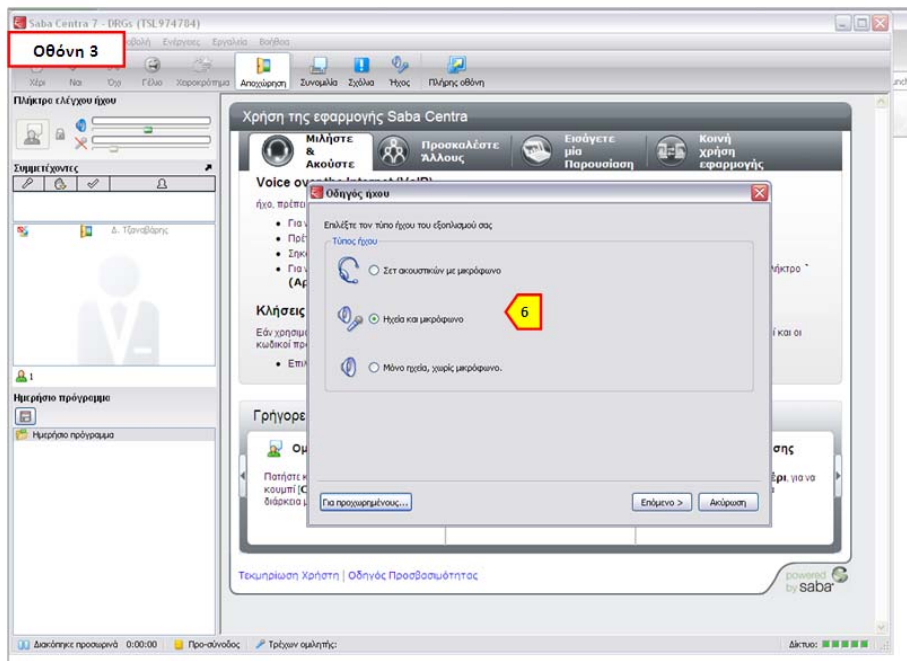 Saba Centra 7 - DRGs (TSL974784)
Οθόνη 3
βολή Ενέργειες Εργαλεία Βοήθεια
Χέρι Ναι Όχι Γέλιο Χειροκρότημα Αποχώρηση Συνομιλία Σχόλια Ήχος Πλήρης οθόνη
Πλήκτρα ελέγχου ήχου
Συμμετέχοντες
Δ. Τζαναβάρης
1
Ημερήσιο πρόγραμμα
Ημερήσιο πρόγραμμα
Χρήση της εφαρμογής Saba Centra
Μιλήστε & Ακούστε
Προσκαλέστε Άλλους
Εισάγετε μία Παρουσίαση
Κοινή χρήση εφαρμογής
Voice over the Internet (VoIP)
ήχο, πρέπει
Για
Πρέ
Σηκ
Για
λήκτρο "
(Αρ
Κλήσεις
Εάν χρησιμ
ί και οι
κωδικοί πρ
Επι
Οδηγός ήχου
Επιλέξτε τον τύπο ήχου του εξοπλισμού σας
Τύπος ήχου
Σετ ακουστικών με μικρόφωνο
Ηχεία και μικρόφωνο
6
Μόνο ηχεία, χωρίς μικρόφωνο.
Για προχωρημένους...
Επόμενο >
Ακύρωση
Γρήγορε
Ομ
σης
Πατήστε κ
έρι, για να
κουμπί [Ο
διάρκεια μ
Τεκμηρίωση Χρήστη | Οδηγός Προσβασιμότητας
powered by saba
Διακόπηκε προσωρινά 0:00:00 Προ-σύνοδος Τρέχων ομιλητής:
Δίκτυο: